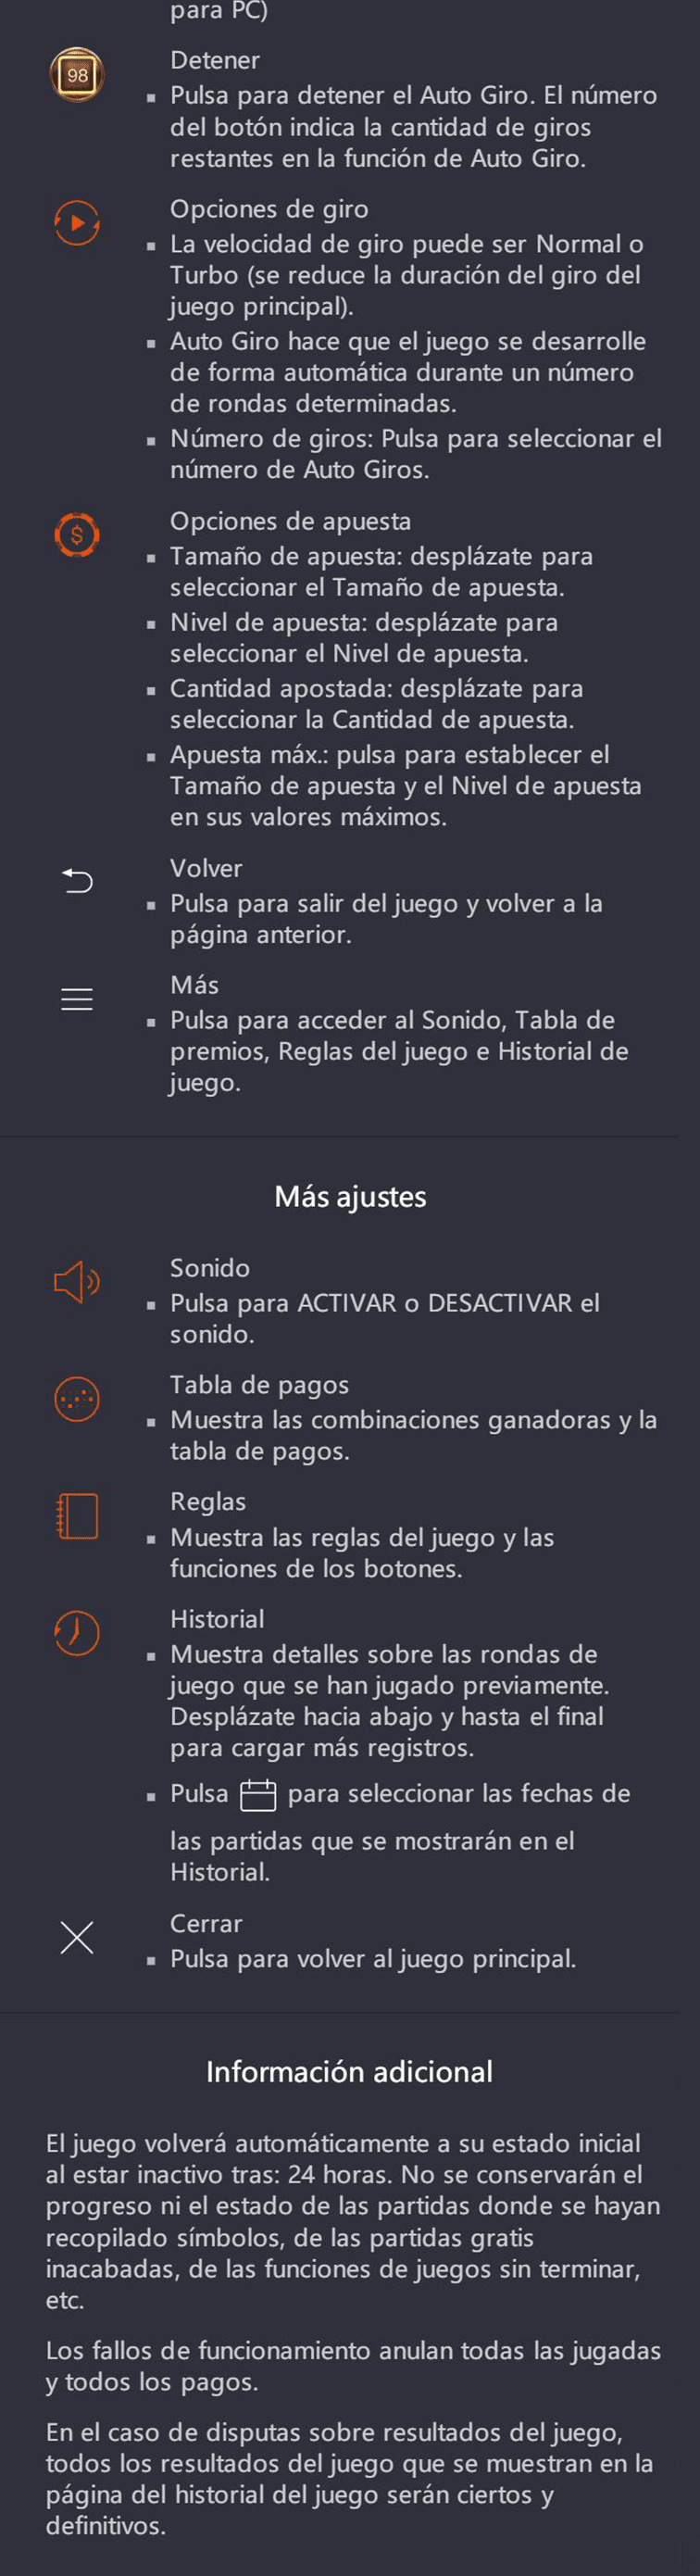 para PC)
98
Detener
▪ Pulsa para detener el Auto Giro. El número
del botón indica la cantidad de giros
restantes en la función de Auto Giro.
Opciones de giro
▪ La velocidad de giro puede ser Normal o
Turbo (se reduce la duración del giro del
juego principal).
▪ Auto Giro hace que el juego se desarrolle
de forma automática durante un número
de rondas determinadas.
▪ Número de giros: Pulsa para seleccionar el
número de Auto Giros.
$
Opciones de apuesta
▪ Tamaño de apuesta: desplázate para
seleccionar el Tamaño de apuesta.
▪ Nivel de apuesta: desplázate para
seleccionar el Nivel de apuesta.
▪ Cantidad apostada: desplázate para
seleccionar la Cantidad de apuesta.
▪ Apuesta máx.: pulsa para establecer el
Tamaño de apuesta y el Nivel de apuesta
en sus valores máximos.
Volver
▪ Pulsa para salir del juego y volver a la
página anterior.
Más
▪ Pulsa para acceder al Sonido, Tabla de
premios, Reglas del juego e Historial de
juego.
Más ajustes
Sonido
▪ Pulsa para ACTIVAR o DESACTIVAR el
sonido.
Tabla de pagos
▪ Muestra las combinaciones ganadoras y la
tabla de pagos.
Reglas
▪ Muestra las reglas del juego y las
funciones de los botones.
Historial
▪ Muestra detalles sobre las rondas de
juego que se han jugado previamente.
Desplázate hacia abajo y hasta el final
para cargar más registros.
▪ Pulsa para seleccionar las fechas de
las partidas que se mostrarán en el
Historial.
Cerrar
▪ Pulsa para volver al juego principal.
Información adicional
El juego volverá automáticamente a su estado inicial
al estar inactivo tras: 24 horas. No se conservarán el
progreso ni el estado de las partidas donde se hayan
recopilado símbolos, de las partidas gratis
inacabadas, de las funciones de juegos sin terminar,
etc.
Los fallos de funcionamiento anulan todas las jugadas
y todos los pagos.
En el caso de disputas sobre resultados del juego,
todos los resultados del juego que se muestran en la
página del historial del juego serán ciertos y
definitivos.